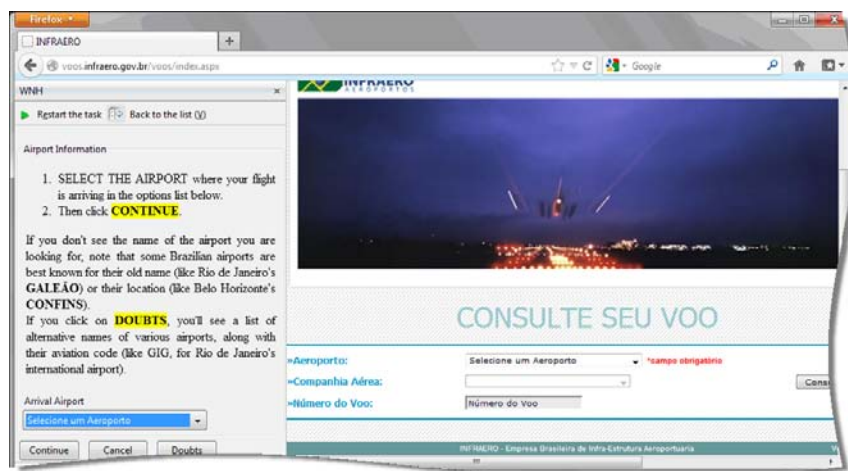 Firefox
INFRAERO
+
voos.infraero.gov.br/voos/index.aspx
Google
WNH
×
Restart the task Back to the list (V)
Airport Information
1. SELECT THE AIRPORT where your flight
is arriving in the options list below.
2. Then click CONTINUE.
If you don't see the name of the airport you are
looking for, note that some Brazilian airports are
best known for their old name (like Rio de Janeiro's
GALEÃO) or their location (like Belo Horizonte's
CONFINS).
If you click on DOUBTS, you'll see a list of
alternative names of various airports, along with
their aviation code (like GIG, for Rio de Janeiro's
international airport).
Arrival Airport
Selecione um Aeroporto
Continue Cancel Doubts
INFRAERO
AEROPORTOS
CONSULTE SEU VOO
»Aeroporto: Selecione um Aeroporto *campo obrigatório
»Companhia Aérea:
»Número do Voo: Número do Voo
INFRAERO - Empresa Brasileira de Infra-Estrutura Aeroportuária